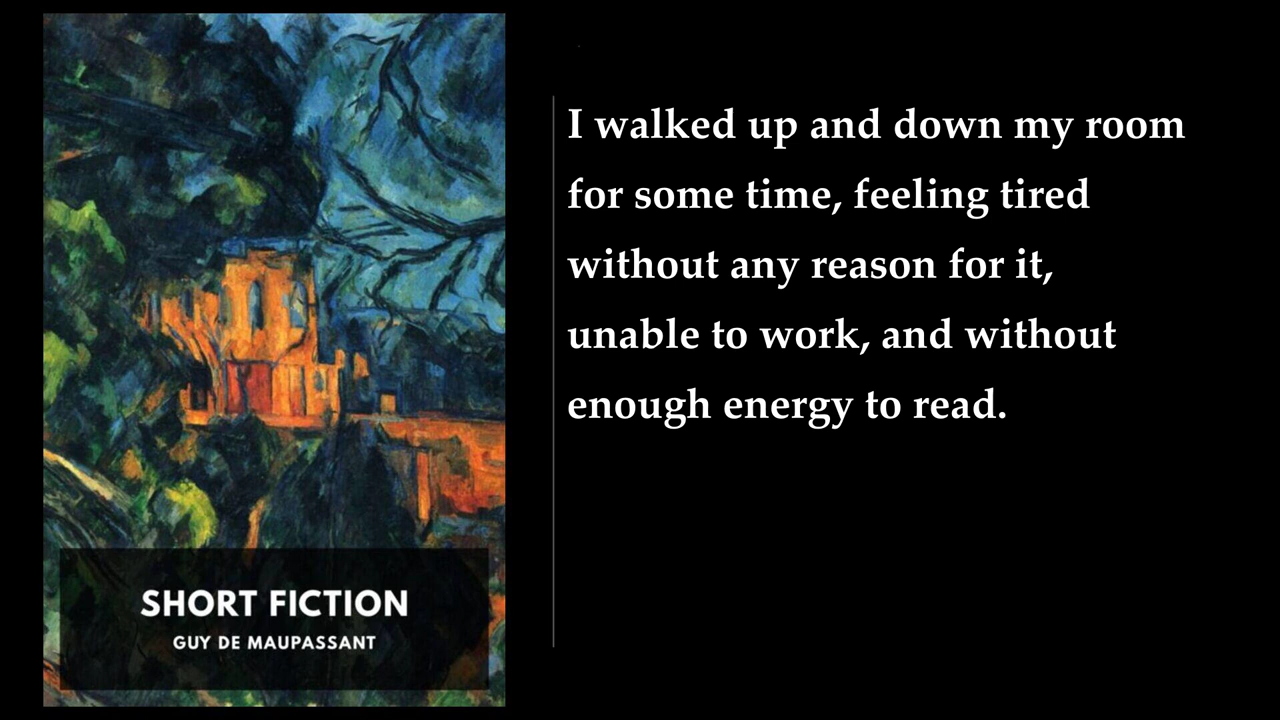 SHORT FICTION
GUY DE MAUPASSANT
I walked up and down my room
for some time, feeling tired
without any reason for it,
unable to work, and without
enough energy to read.